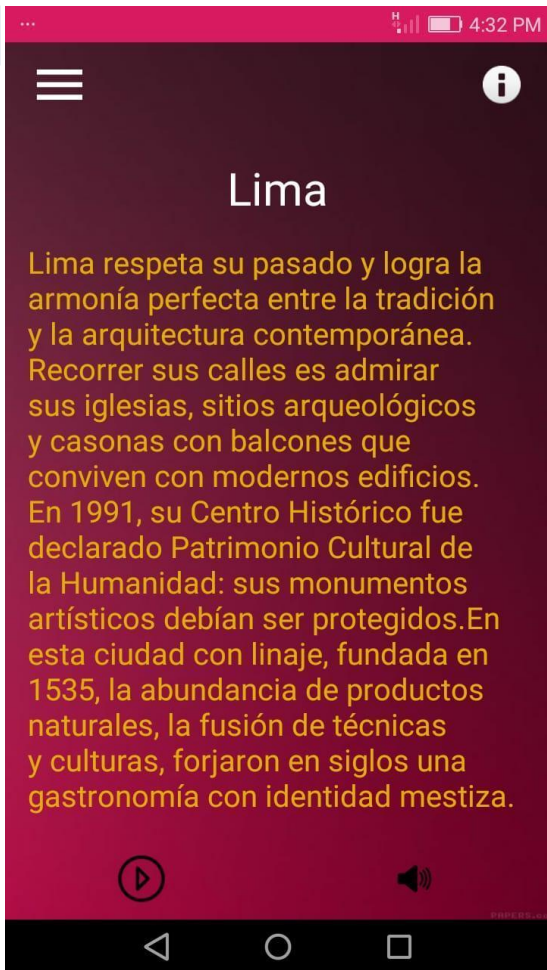 ... H 4:32 PM
Lima
Lima respeta su pasado y logra la
armonía perfecta entre la tradición
y la arquitectura contemporánea.
Recorrer sus calles es admirar
sus iglesias, sitios arqueológicos
y casonas con balcones que
conviven con modernos edificios.
En 1991, su Centro Histórico fue
declarado Patrimonio Cultural de
la Humanidad: sus monumentos
artísticos debían ser protegidos.En
esta ciudad con linaje, fundada en
1535, la abundancia de productos
naturales, la fusión de técnicas
y culturas, forjaron en siglos una
gastronomía con identidad mestiza.